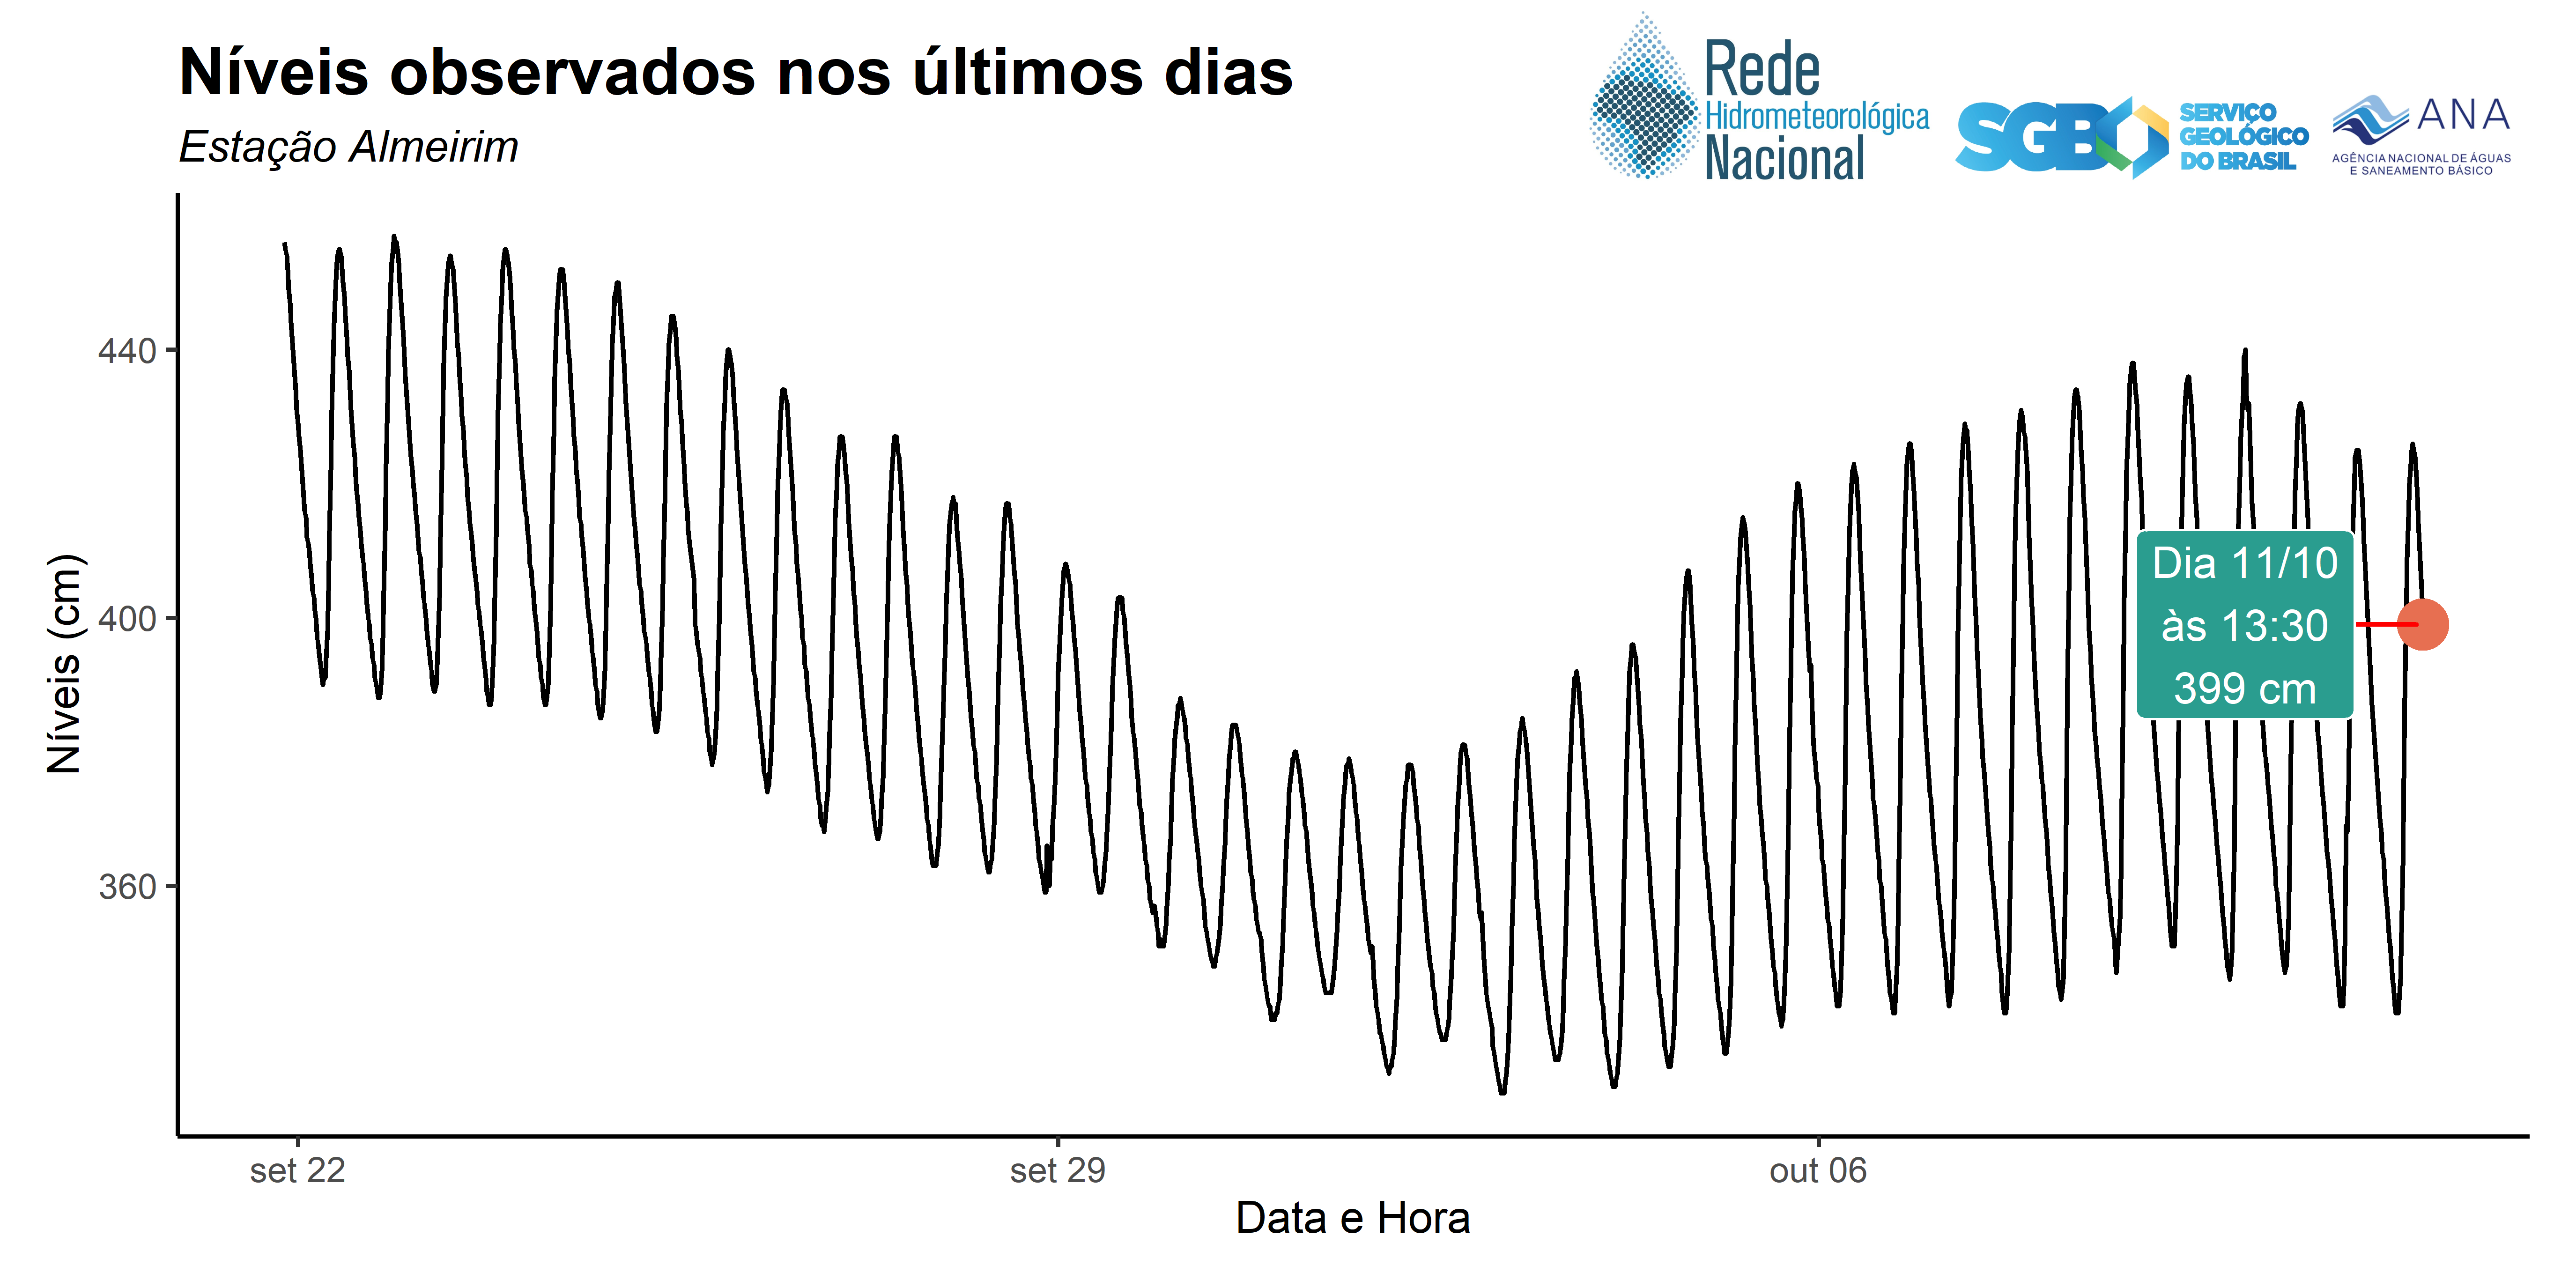 Níveis observados nos últimos dias
Estação Almeirim
Rede
Hidrometeorológica
Nacional
SGB
SERVIÇO
GEOLÓGICO
DO BRASIL
ANA
AGÊNCIA NACIONAL DE ÁGUAS
E SANEAMENTO BÁSICO
Níveis (cm)
440
400
360
Dia 11/10
às 13:30
399 cm
set 22
set 29
out 06
Data e Hora